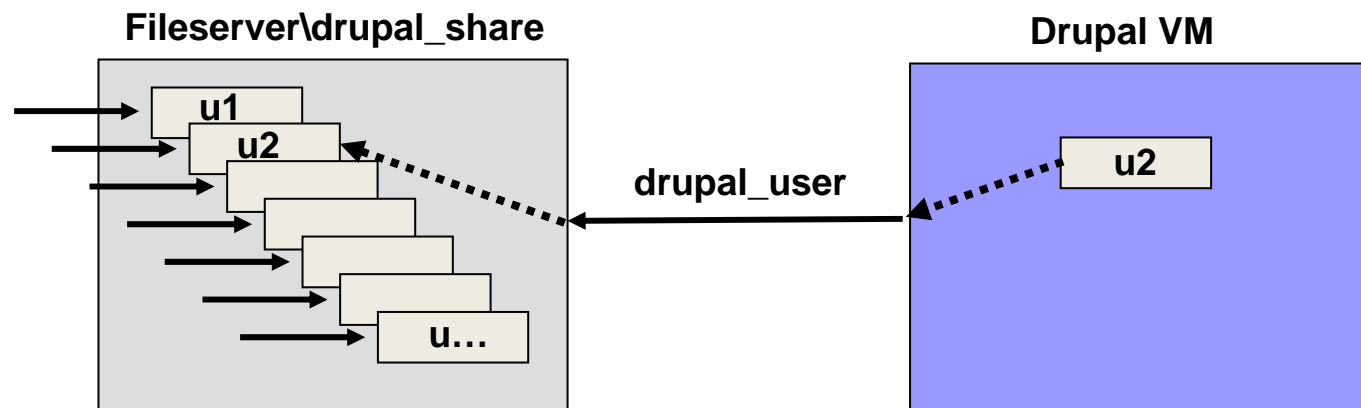 Fileserver\drupal_share
Drupal VM
u1
u2
u2
drupal_user
u…